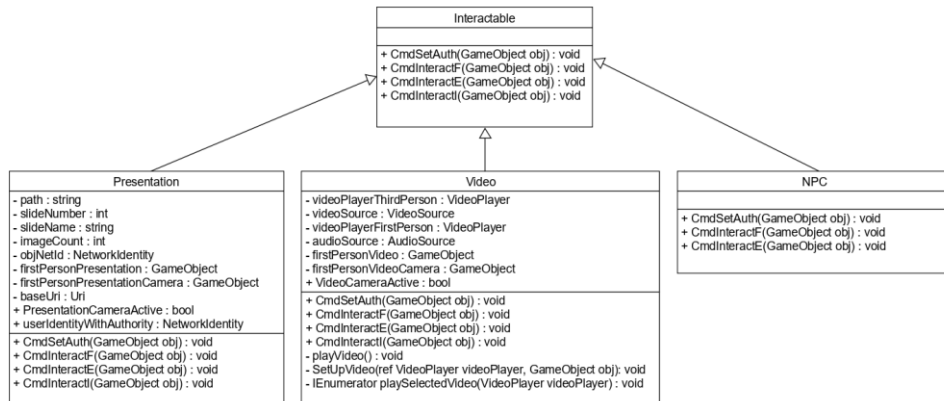 Interactable
+ CmdSetAuth(GameObject obj) : void
+ CmdInteractF(GameObject obj) : void
+ CmdInteractE(GameObject obj) : void
+ CmdInteractI(GameObject obj) : void
Presentation
- path : string
- slideNumber : int
- slideName : string
- imageCount : int
- objNetId : NetworkIdentity
- firstPersonPresentation : GameObject
- firstPersonPresentationCamera : GameObject
- baseUri : Uri
+ PresentationCameraActive : bool
+ userIdentityWithAuthority : NetworkIdentity
+ CmdSetAuth(GameObject obj) : void
+ CmdInteractF(GameObject obj) : void
+ CmdInteractE(GameObject obj) : void
+ CmdInteractI(GameObject obj) : void
Video
- videoPlayerThirdPerson : VideoPlayer
- videoSource : VideoSource
- videoPlayerFirstPerson : VideoPlayer
- audioSource : AudioSource
- firstPersonVideo : GameObject
- firstPersonVideoCamera : GameObject
+ VideoCameraActive : bool
+ CmdSetAuth(GameObject obj) : void
+ CmdInteractF(GameObject obj) : void
+ CmdInteractE(GameObject obj) : void
+ CmdInteractI(GameObject obj) : void
- playVideo() : void
- SetUpVideo(ref VideoPlayer videoPlayer, GameObject obj): void
- IEnumerator playSelectedVideo(VideoPlayer videoPlayer) : void
NPC
+ CmdSetAuth(GameObject obj) : void
+ CmdInteractF(GameObject obj) : void
+ CmdInteractE(GameObject obj) : void